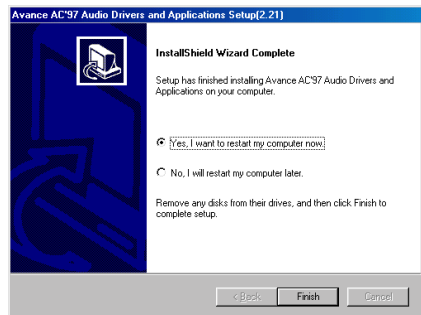 Avance AC'97 Audio Drivers and Applications Setup(2.21)
InstallShield Wizard Complete
Setup has finished installing Avance AC'97 Audio Drivers and
Applications on your computer.
Yes, I want to restart my computer now.
No, I will restart my computer later.
Remove any disks from their drives, and then click Finish to
complete setup.
< Back Finish Cancel